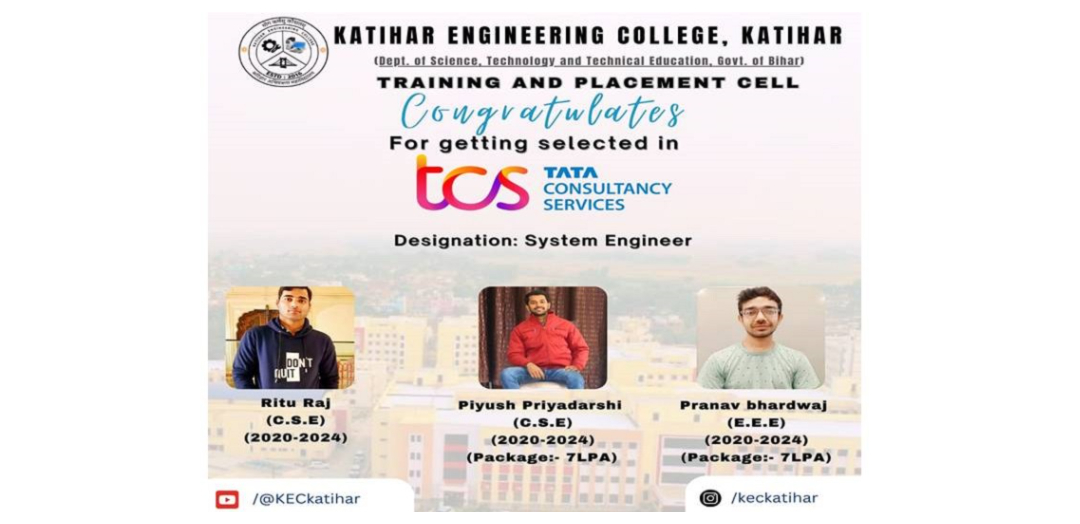 KATIHAR ENGINEERING COLLEGE, KATIHAR
(Dept. of Science, Technology and Technical Education, Govt. of Bihar)
TRAINING AND PLACEMENT CELL
Congratulates
For getting selected in
tcs TATA
CONSULTANCY
SERVICES
Designation: System Engineer
DON'T
QUIT
Ritu Raj
(C.S.E)
(2020-2024)
Piyush Priyadarshi
(C.S.E)
(2020-2024)
(Package:- 7LPA)
Pranav bhardwaj
(E.E.E)
(2020-2024)
(Package:- 7LPA)
/@KECkatihar
/keckatihar